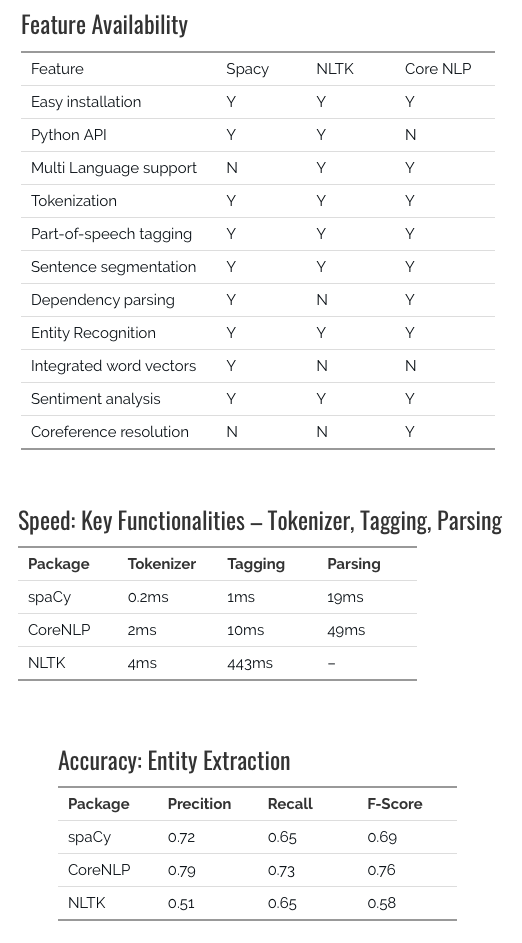 Feature Availability
Feature Spacy NLTK Core NLP
Easy installation Y Y Y
Python API Y Y N
Multi Language support N Y Y
Tokenization Y Y Y
Part-of-speech tagging Y Y Y
Sentence segmentation Y Y Y
Dependency parsing Y N Y
Entity Recognition Y Y Y
Integrated word vectors Y N N
Sentiment analysis Y Y Y
Coreference resolution N N Y
Speed: Key Functionalities – Tokenizer, Tagging, Parsing
Package Tokenizer Tagging Parsing
spaCy 0.2ms 1ms 19ms
CoreNLP 2ms 10ms 49ms
NLTK 4ms 443ms –
Accuracy: Entity Extraction
Package Precition Recall F-Score
spaCy 0.72 0.65 0.69
CoreNLP 0.79 0.73 0.76
NLTK 0.51 0.65 0.58